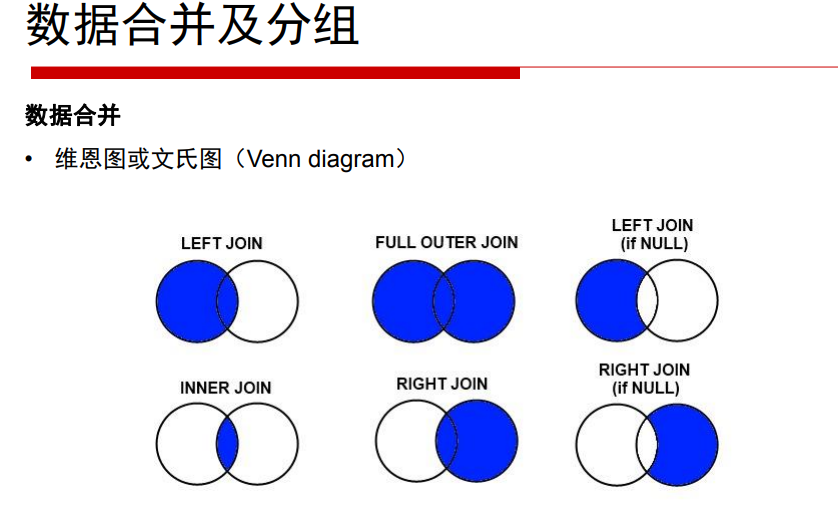 数据合并及分组
数据合并
• 维恩图或文氏图（Venn diagram）
LEFT JOIN
FULL OUTER JOIN
LEFT JOIN
(if NULL)
INNER JOIN
RIGHT JOIN
RIGHT JOIN
(if NULL)